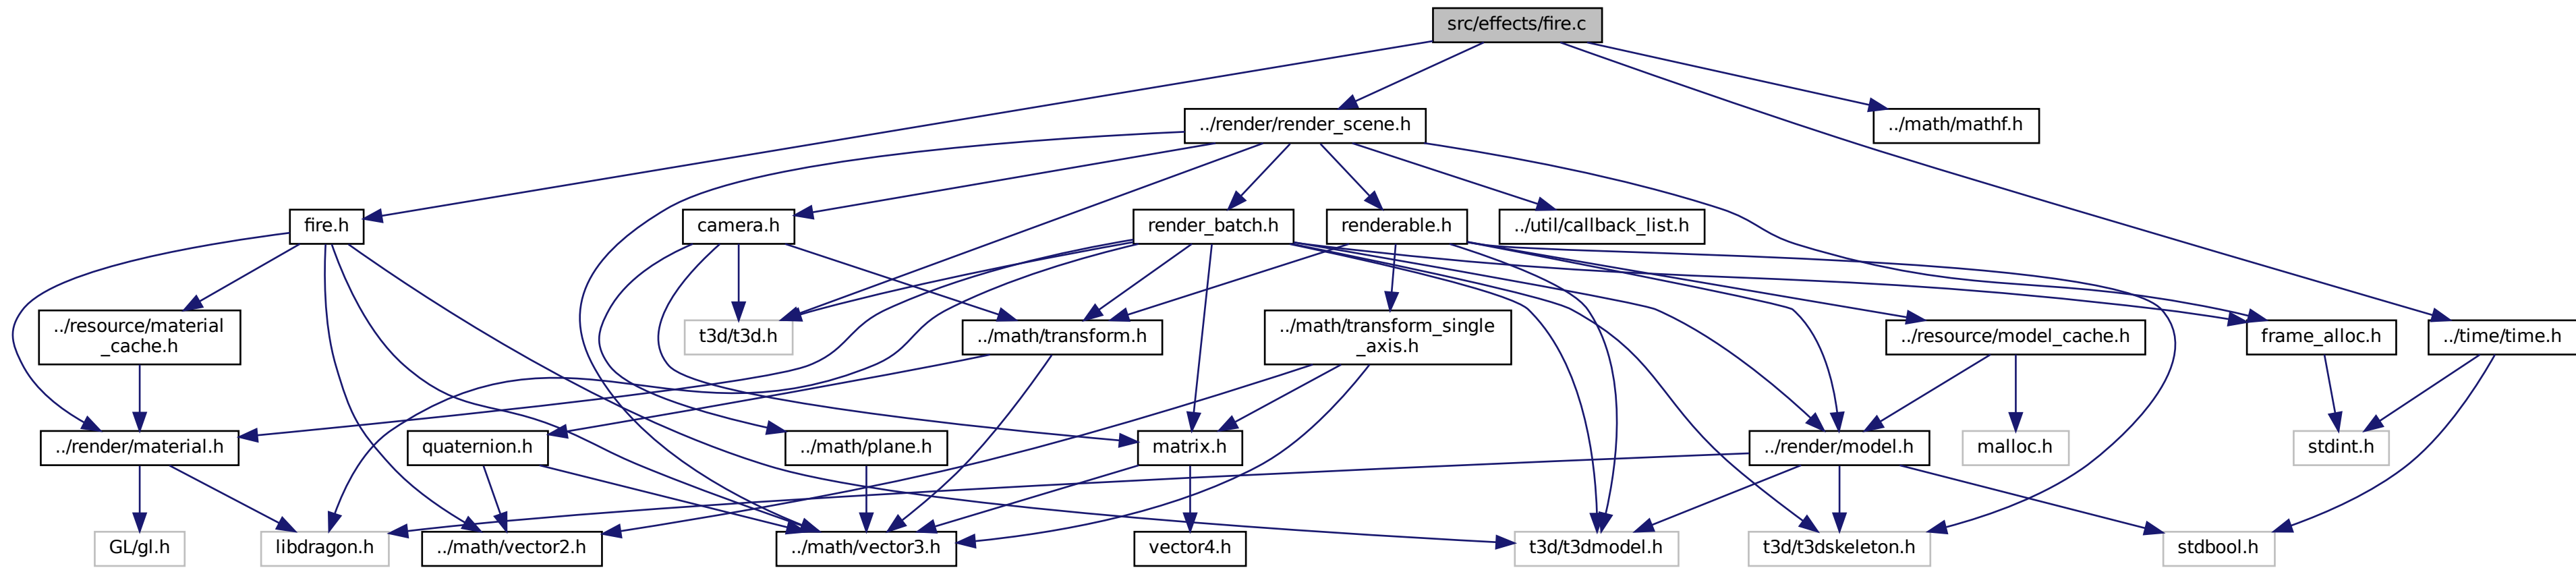 src/effects/fire.c
../render/render_scene.h
../math/mathf.h
fire.h
camera.h
render_batch.h
renderable.h
../util/callback_list.h
../resource/material
_cache.h
t3d/t3d.h
../math/transform.h
../math/transform_single
_axis.h
../resource/model_cache.h
frame_alloc.h
../time/time.h
../render/material.h
quaternion.h
../math/plane.h
matrix.h
../render/model.h
malloc.h
stdint.h
GL/gl.h
libdragon.h
../math/vector2.h
../math/vector3.h
vector4.h
t3d/t3dmodel.h
t3d/t3dskeleton.h
stdbool.h